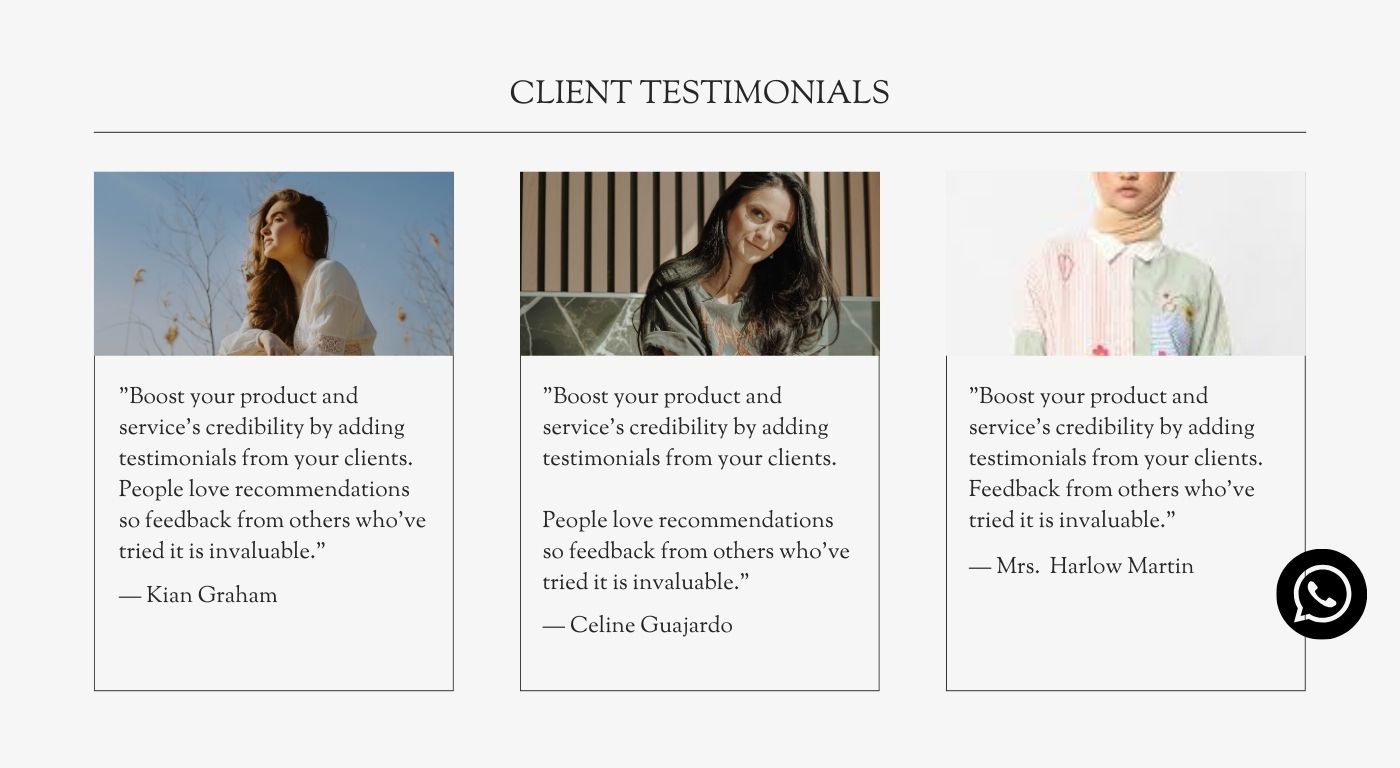 CLIENT TESTIMONIALS
”Boost your product and
service’s credibility by adding
testimonials from your clients.
People love recommendations
so feedback from others who’ve
tried it is invaluable.”
— Kian Graham
”Boost your product and
service’s credibility by adding
testimonials from your clients.
People love recommendations
so feedback from others who’ve
tried it is invaluable.”
— Celine Guajardo
”Boost your product and
service’s credibility by adding
testimonials from your clients.
Feedback from others who’ve
tried it is invaluable.”
— Mrs.  Harlow Martin